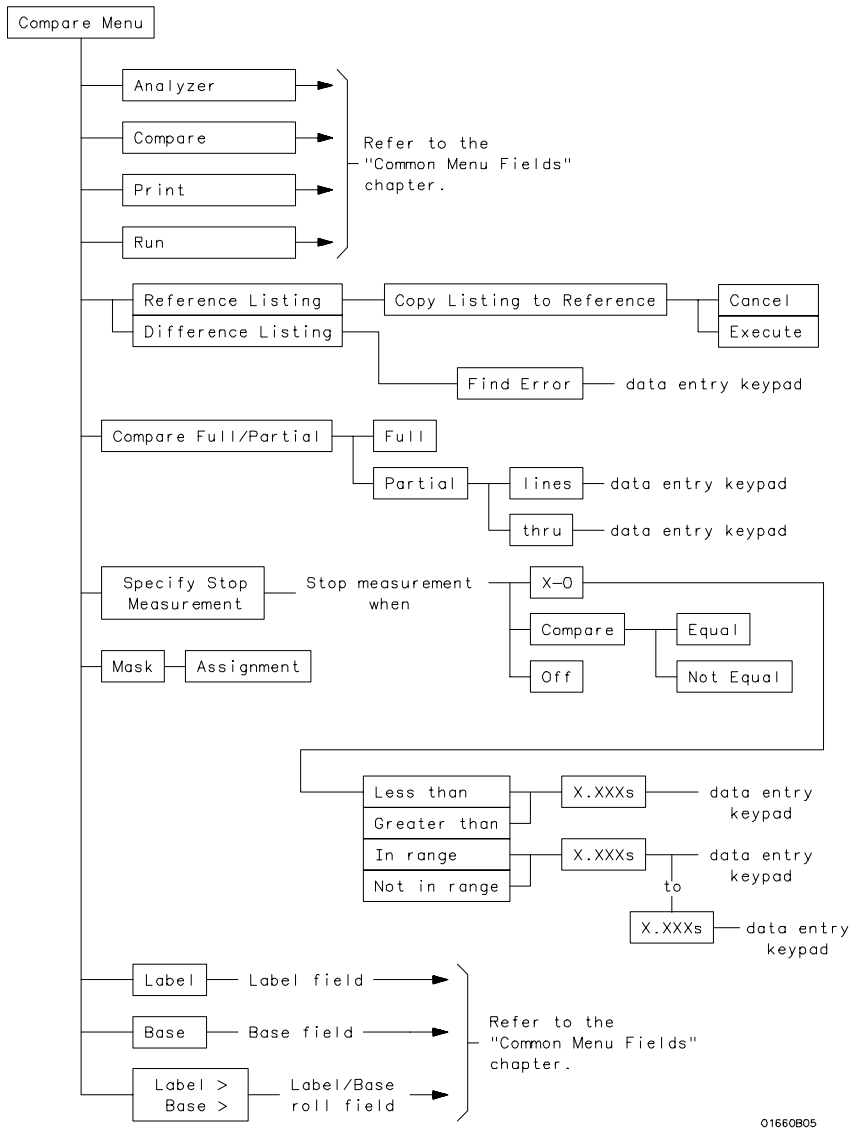 Compare Menu
Analyzer
Compare
Print
Run
Refer to the
"Common Menu Fields"
chapter.
Reference Listing
Copy Listing to Reference
Cancel
Difference Listing
Execute
Find Error
data entry keypad
Compare Full/Partial
Full
Partial
lines
data entry keypad
thru
data entry keypad
Specify Stop
Measurement
Stop measurement
when
X-O
Compare
Equal
Off
Not Equal
Mask
Assignment
Less than
X.XXXs
data entry
keypad
Greater than
In range
X.XXXs
data entry
keypad
Not in range
to
X.XXXs
data entry
keypad
Label
Label field
Base
Base field
Label >
Base >
Label/Base
roll field
Refer to the
"Common Menu Fields"
chapter.
01660B05